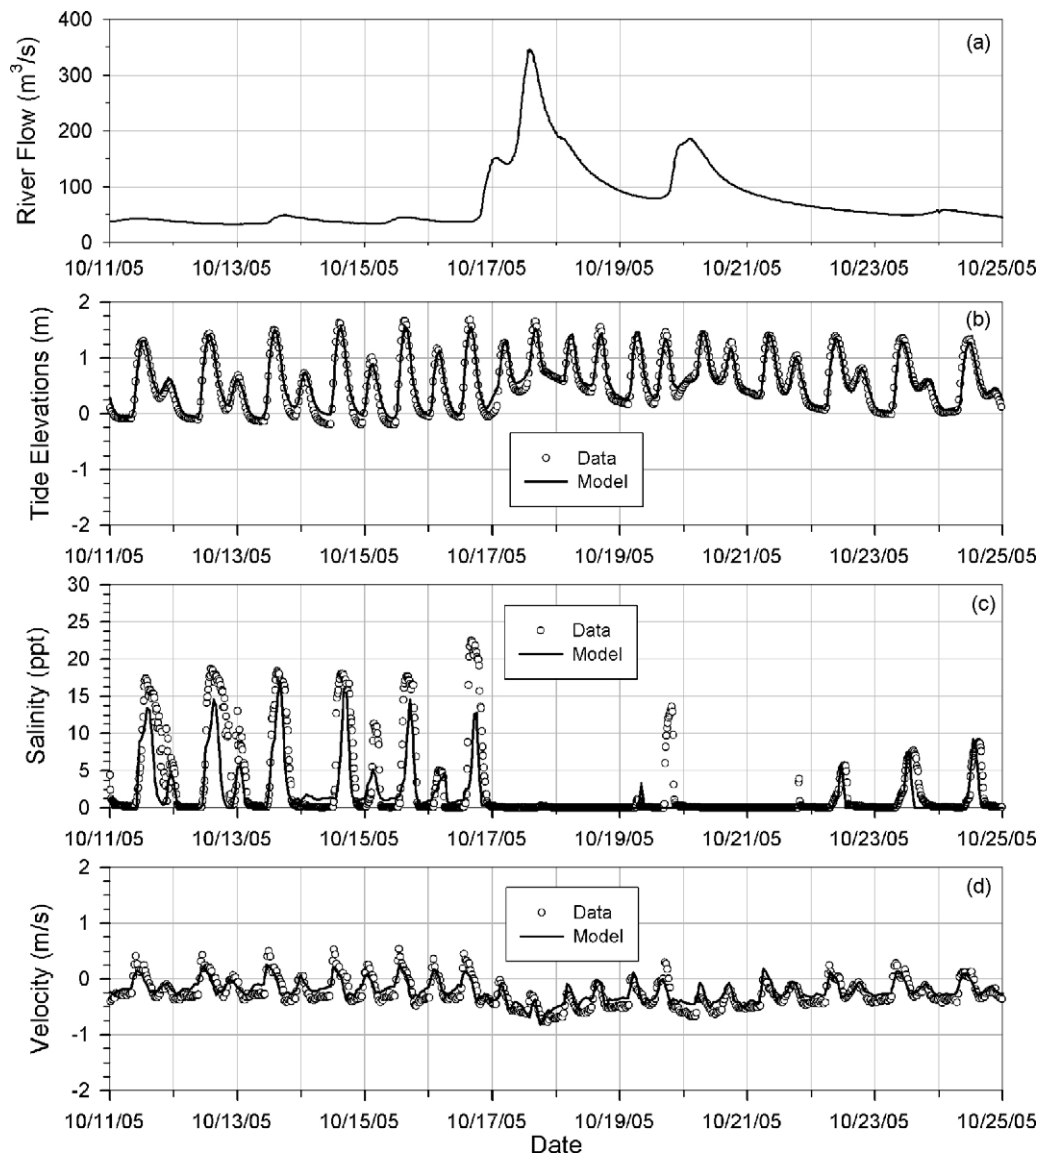 400
(a)
300
200
100
0
River Flow (m³/s)
10/11/05 10/13/05 10/15/05 10/17/05 10/19/05 10/21/05 10/23/05 10/25/05
2
(b)
1
0
-1
-2
Tide Elevations (m)
Data
Model
10/11/05 10/13/05 10/15/05 10/17/05 10/19/05 10/21/05 10/23/05 10/25/05
30
(c)
25
20
15
10
5
0
Salinity (ppt)
Data
Model
10/11/05 10/13/05 10/15/05 10/17/05 10/19/05 10/21/05 10/23/05 10/25/05
2
(d)
1
0
-1
-2
Velocity (m/s)
Data
Model
10/11/05 10/13/05 10/15/05 10/17/05 10/19/05 10/21/05 10/23/05 10/25/05
Date